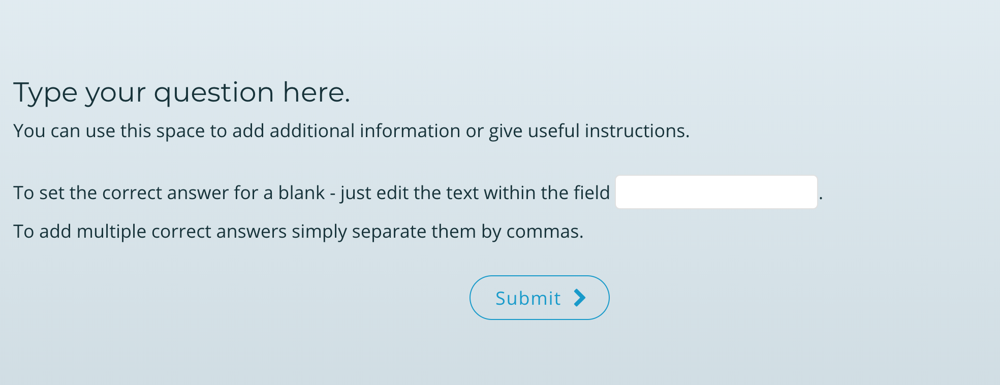 Type your question here.
You can use this space to add additional information or give useful instructions.
To set the correct answer for a blank - just edit the text within the field .
To add multiple correct answers simply separate them by commas.
Submit